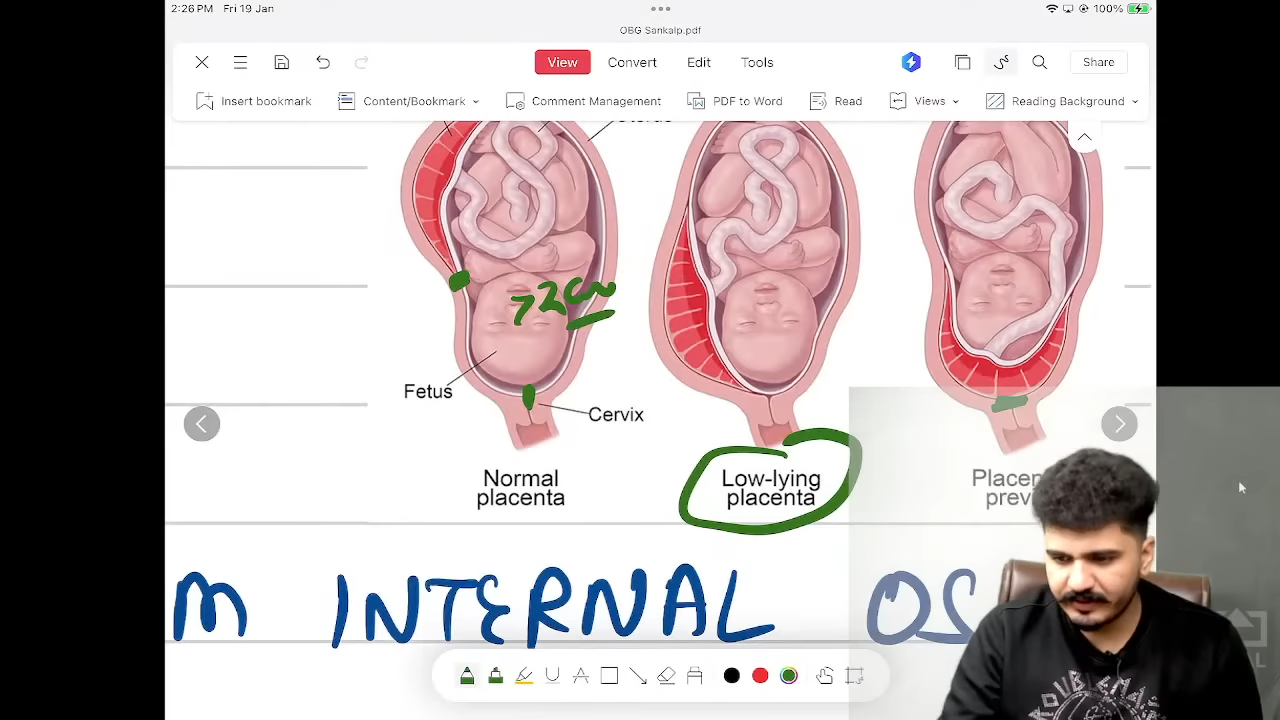 2:26 PM Fri 19 Jan
100%
OBG Sankalp.pdf
View Convert Edit Tools Share
Insert bookmark Content/Bookmark Comment Management PDF to Word Read Views Reading Background
>2cm
Fetus
Cervix
Normal
placenta
Low-lying
placenta
M INTERNAL OS